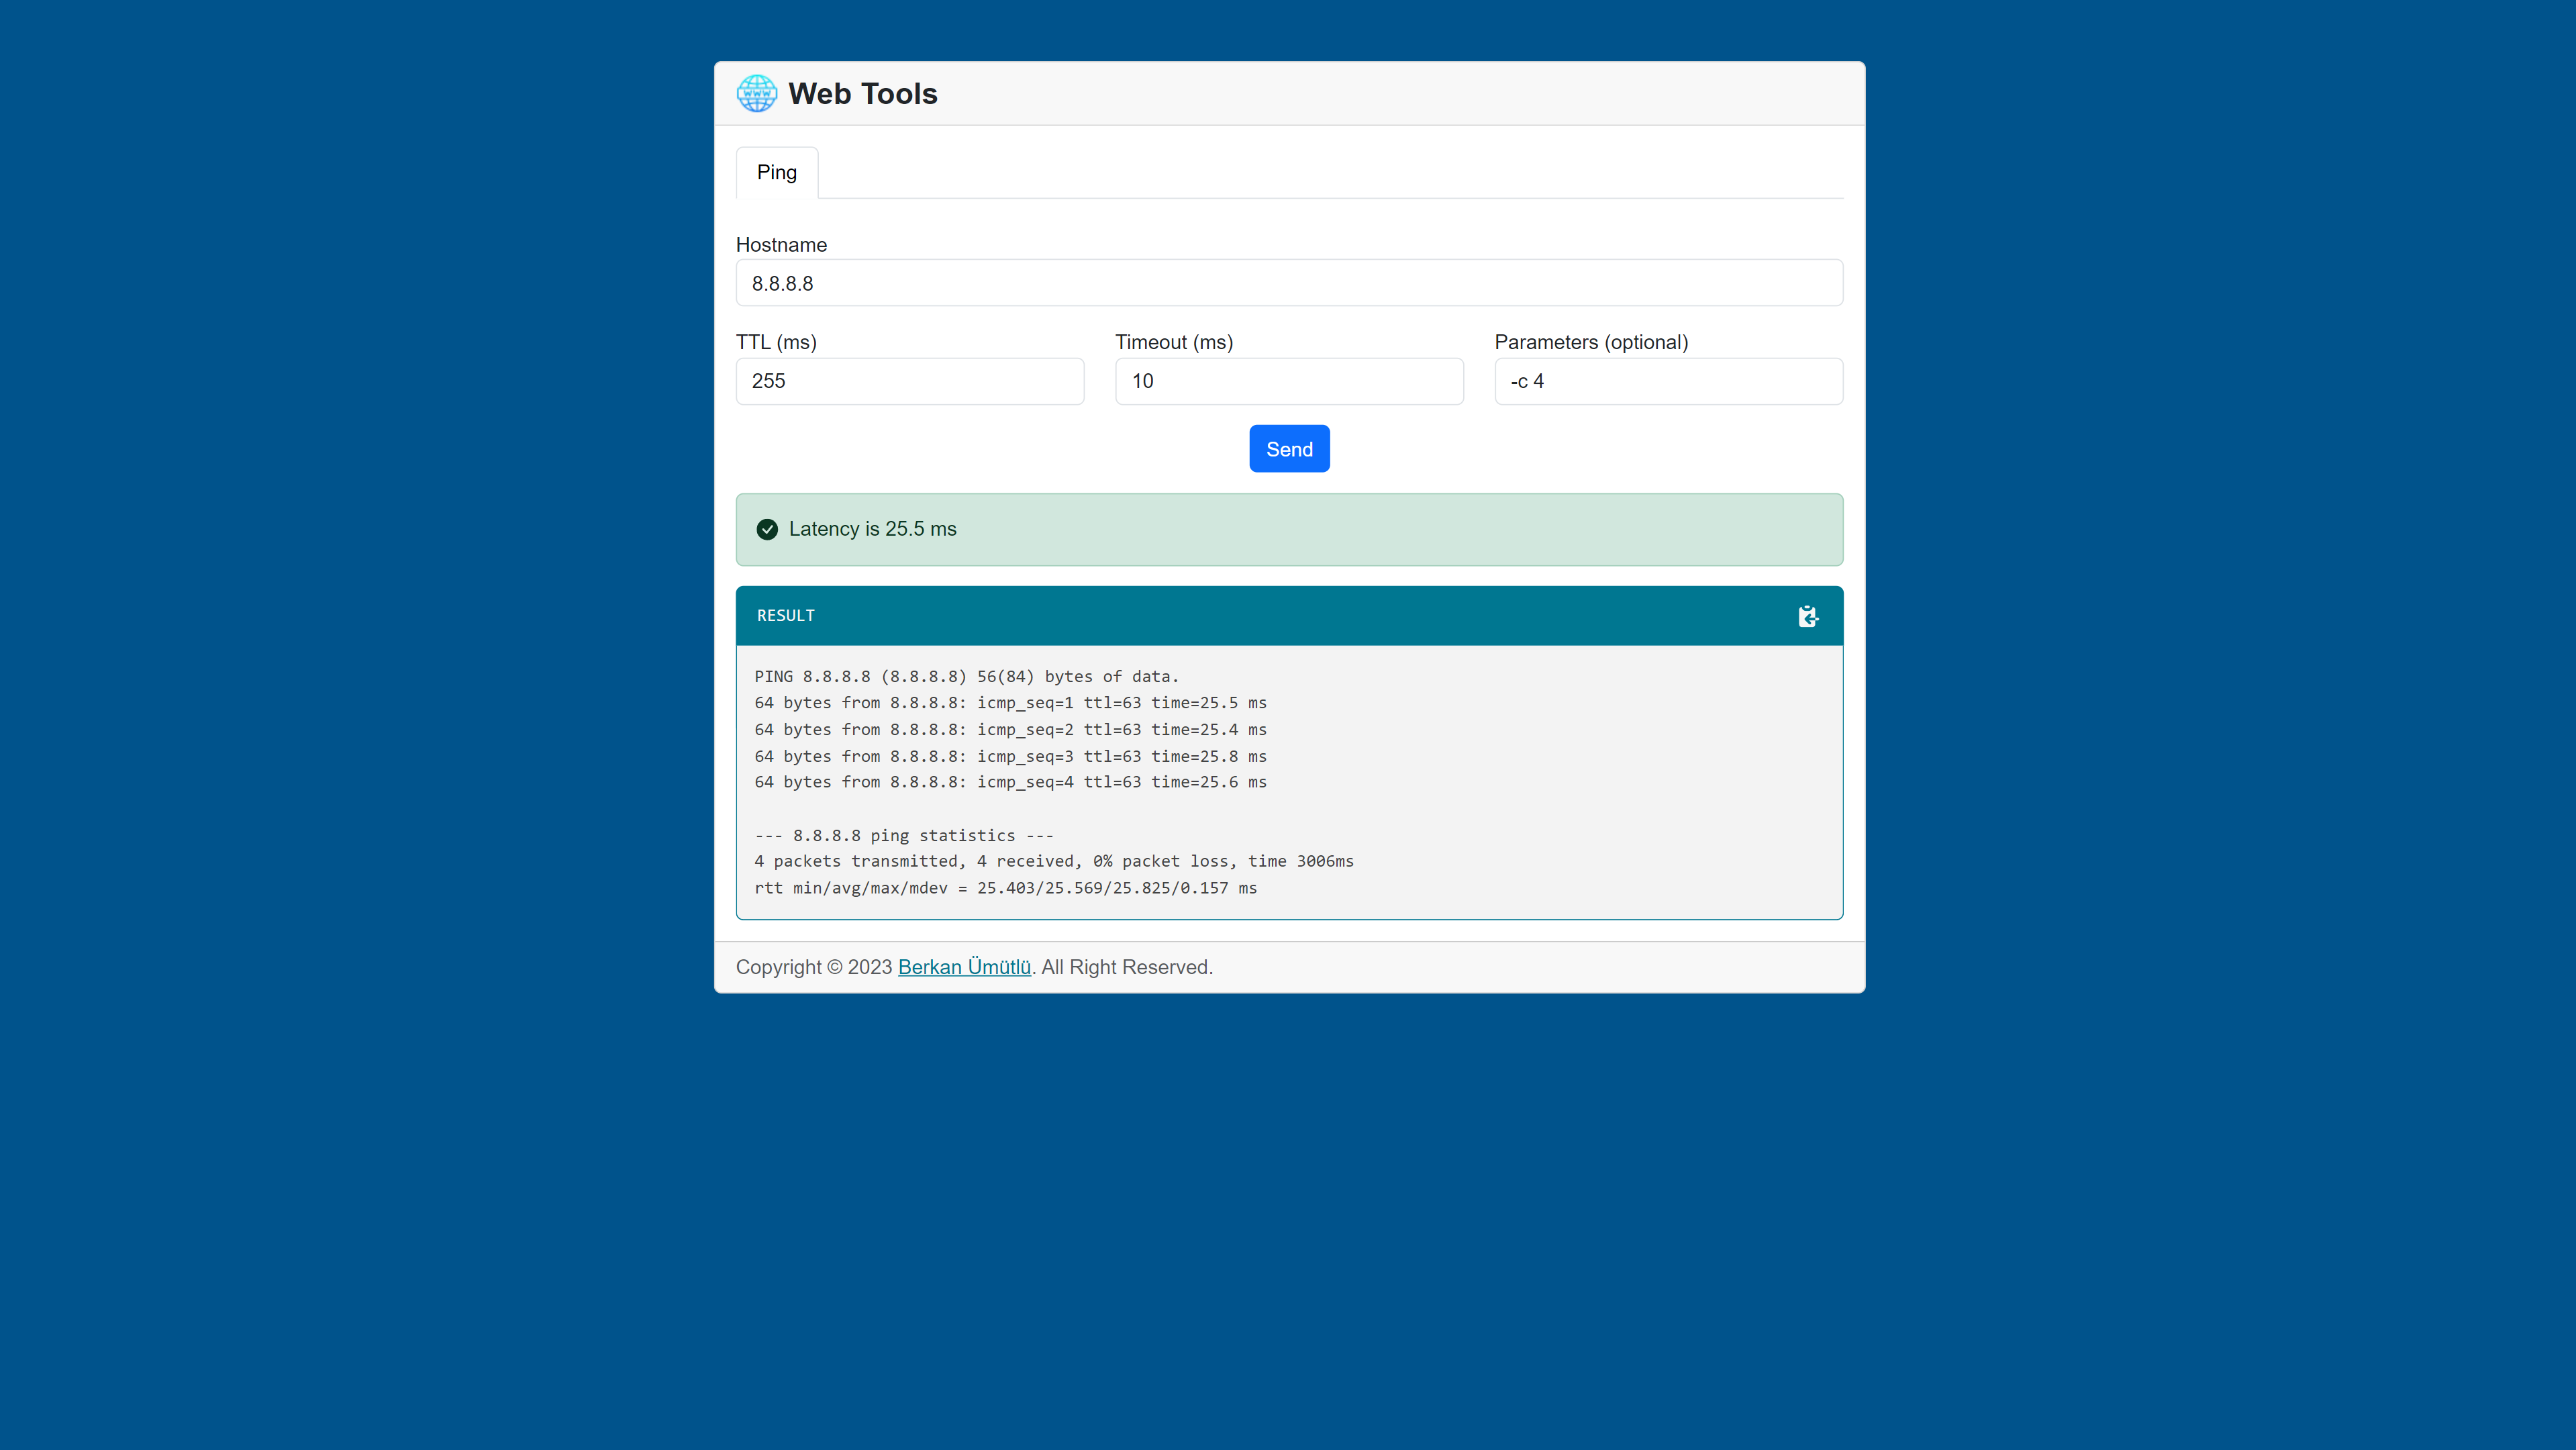 www
Web Tools
Ping
Hostname
8.8.8.8
TTL (ms)
Timeout (ms)
Parameters (optional)
255
10
-c 4
Send
Latency is 25.5 ms
RESULT
PING 8.8.8.8 (8.8.8.8) 56(84) bytes of data.
64 bytes from 8.8.8.8: icmp_seq=1 ttl=63 time=25.5 ms
64 bytes from 8.8.8.8: icmp_seq=2 ttl=63 time=25.4 ms
64 bytes from 8.8.8.8: icmp_seq=3 ttl=63 time=25.8 ms
64 bytes from 8.8.8.8: icmp_seq=4 ttl=63 time=25.6 ms
--- 8.8.8.8 ping statistics ---
4 packets transmitted, 4 received, 0% packet loss, time 3006ms
rtt min/avg/max/mdev = 25.403/25.569/25.825/0.157 ms
Copyright © 2023 Berkan Ümütlü. All Right Reserved.